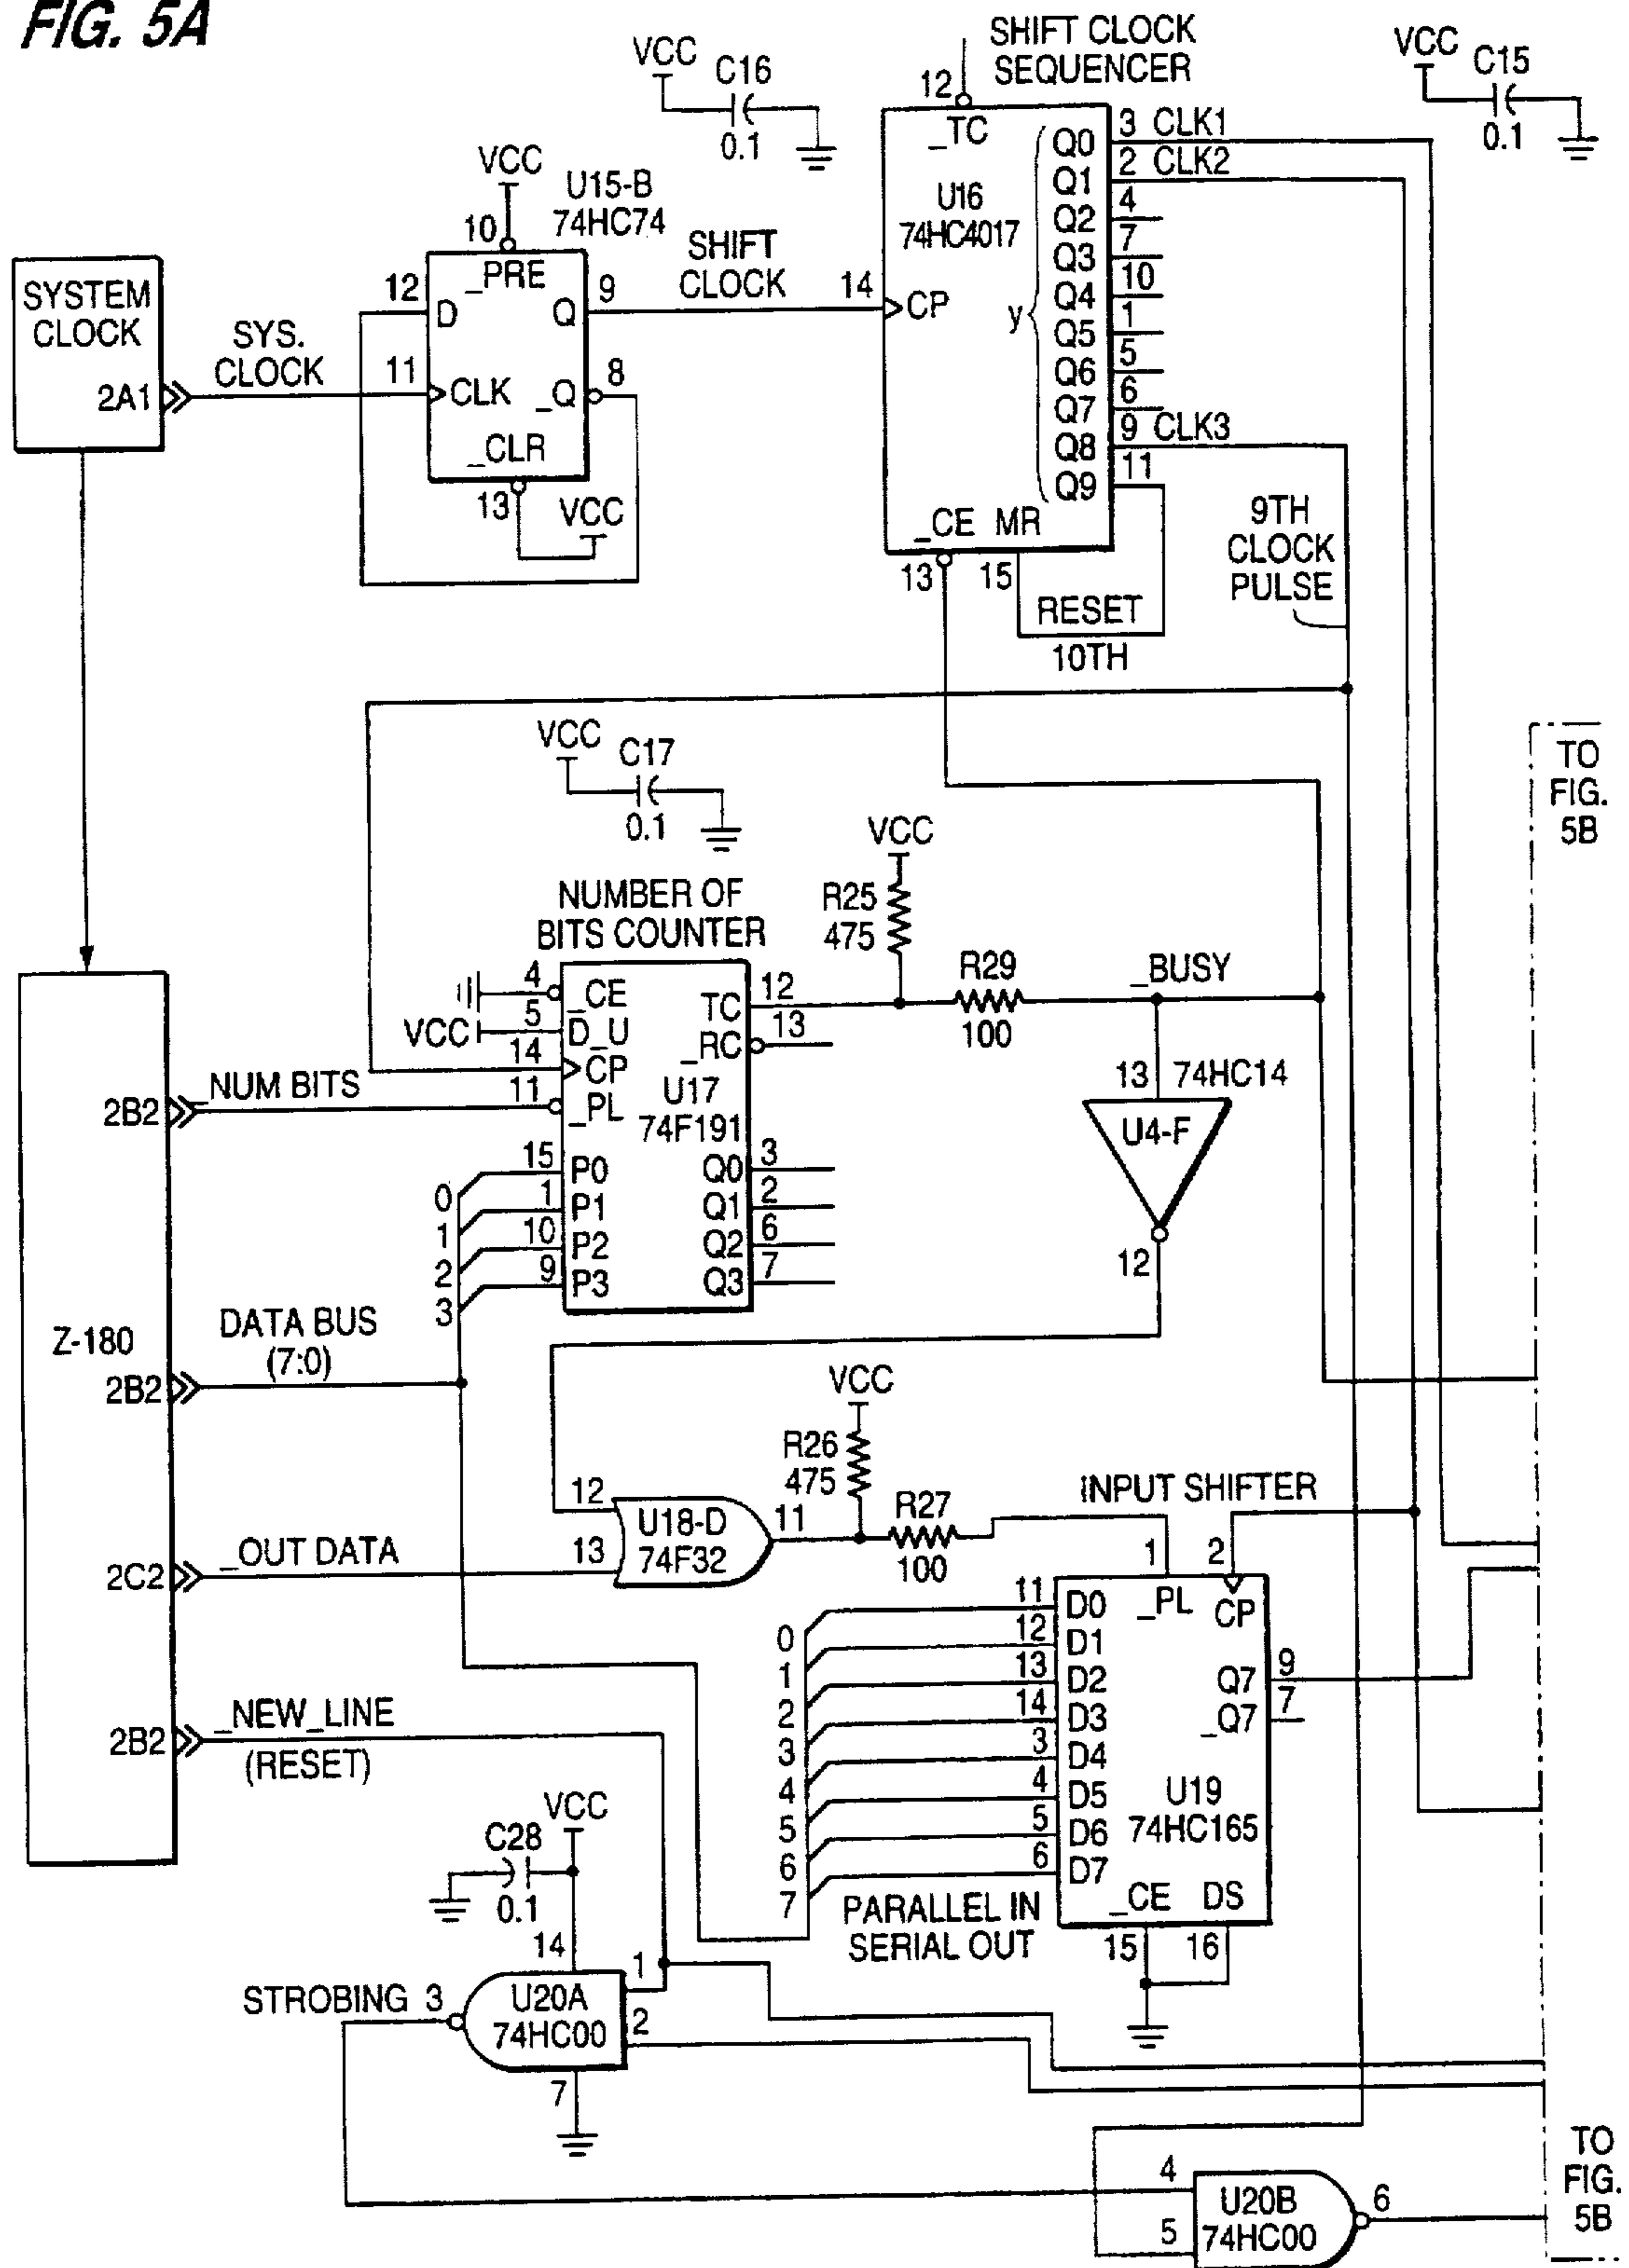 FIG. 5A
VCC
C16
0.1
SHIFT CLOCK
SEQUENCER
VCC
C15
0.1
12
_TC
U16
74HC4017
14
CP
y
Q0
3
CLK1
Q1
2
CLK2
Q2
4
Q3
7
Q4
10
Q5
1
Q6
5
Q7
6
Q8
9
CLK3
Q9
11
_CE
MR
13
15
RESET
10TH
9TH
CLOCK
PULSE
VCC
U15-B
74HC74
10
_PRE
12
D
Q
9
SHIFT
CLOCK
11
CLK
_Q
8
_CLR
13
VCC
SYSTEM
CLOCK
2A1
SYS.
CLOCK
VCC
C17
0.1
TO
FIG.
5B
NUMBER OF
BITS COUNTER
VCC
R25
475
R29
100
_BUSY
4
_CE
5
VCC
D_U
14
CP
11
_PL
TC
12
_RC
13
U17
74F191
15
P0
1
P1
10
P2
9
P3
Q0
3
Q1
2
Q2
6
Q3
7
0
1
2
3
13
74HC14
U4-F
12
2B2
_NUM BITS
Z-180
2B2
DATA BUS
(7:0)
2C2
_OUT DATA
2B2
_NEW_LINE
(RESET)
VCC
R26
475
12
13
U18-D
74F32
11
R27
100
INPUT SHIFTER
1
2
_PL
CP
11
D0
12
D1
13
D2
14
D3
3
D4
4
D5
5
D6
6
D7
0
1
2
3
4
5
6
7
Q7
9
_Q7
7
U19
74HC165
_CE
DS
15
16
PARALLEL IN
SERIAL OUT
VCC
C28
0.1
14
STROBING
3
U20A
74HC00
1
2
7
4
5
U20B
74HC00
6
TO
FIG.
5B